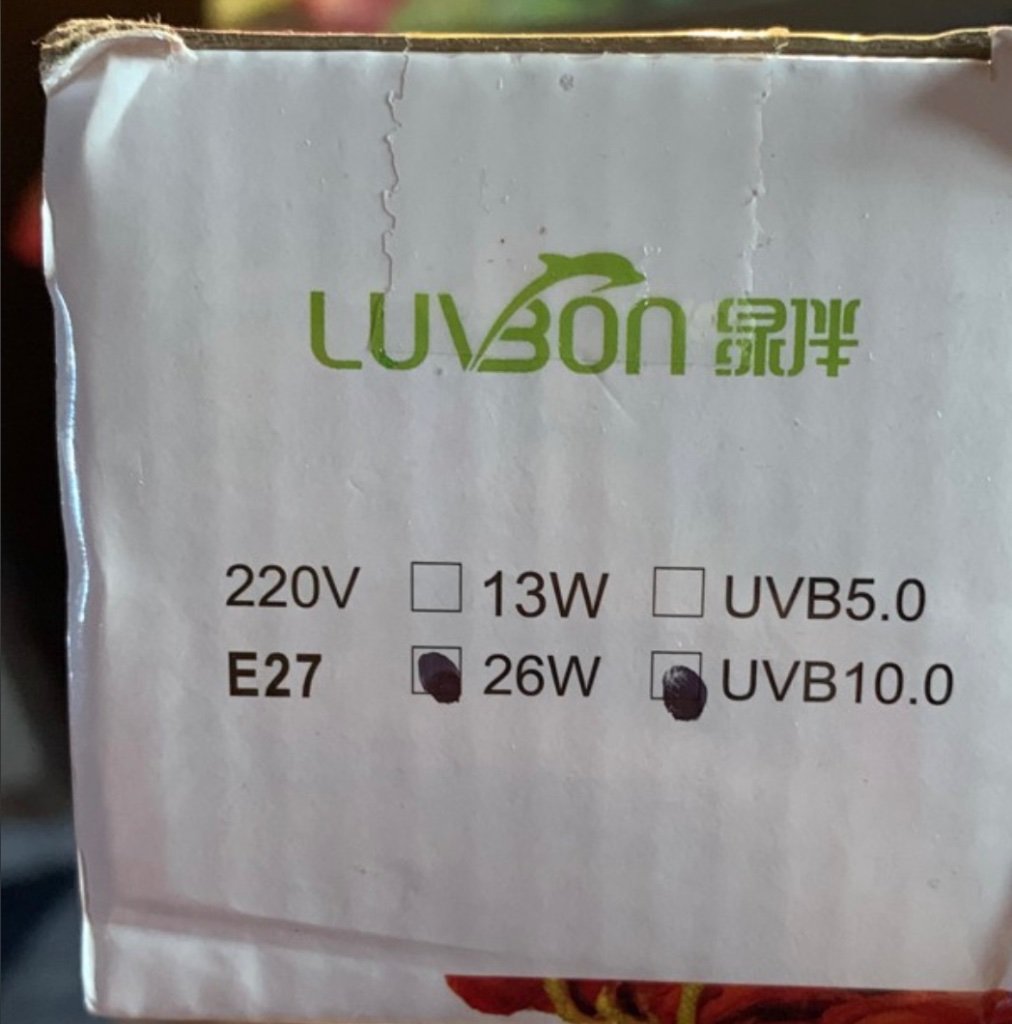 LUVBON 绿伴
220V □ 13W □ UVB5.0
E27 ■ 26W ■ UVB10.0